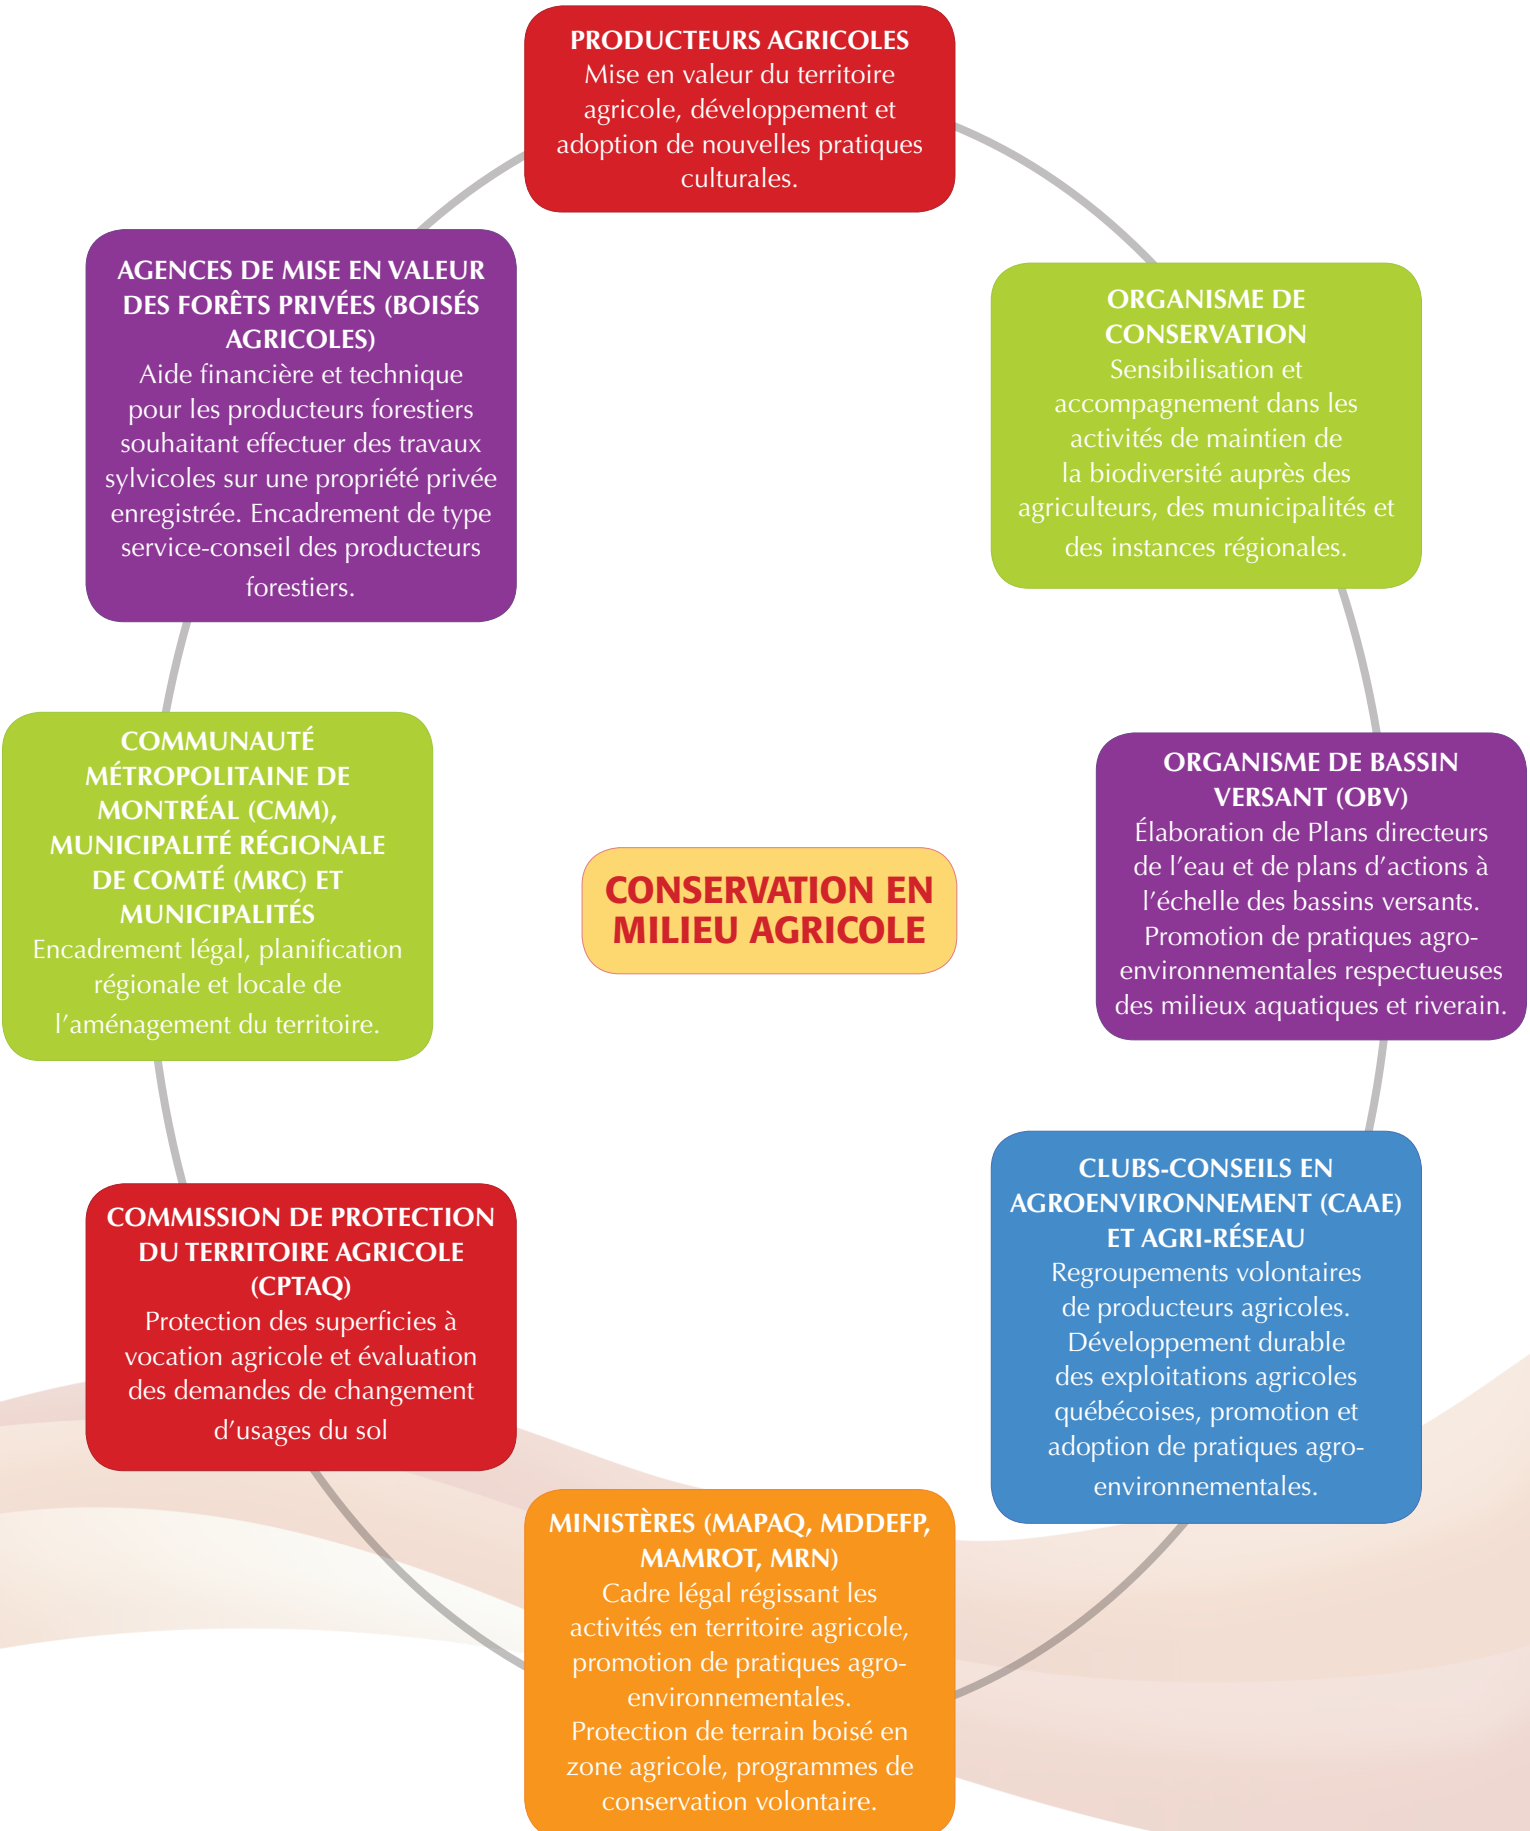 PRODUCTEURS AGRICOLES
Mise en valeur du territoire
agricole, développement et
adoption de nouvelles pratiques
culturales.
AGENCES DE MISE EN VALEUR
DES FORÊTS PRIVÉES (BOISÉS
AGRICOLES)
Aide financière et technique
pour les producteurs forestiers
souhaitant effectuer des travaux
sylvicoles sur une propriété privée
enregistrée. Encadrement de type
service-conseil des producteurs
forestiers.
ORGANISME DE
CONSERVATION
Sensibilisation et
accompagnement dans les
activités de maintien de
la biodiversité auprès des
agriculteurs, des municipalités et
des instances régionales.
COMMUNAUTÉ
MÉTROPOLITAINE DE
MONTRÉAL (CMM),
MUNICIPALITÉ RÉGIONALE
DE COMTÉ (MRC) ET
MUNICIPALITÉS
Encadrement légal, planification
régionale et locale de
l’aménagement du territoire.
CONSERVATION EN
MILIEU AGRICOLE
ORGANISME DE BASSIN
VERSANT (OBV)
Élaboration de Plans directeurs
de l’eau et de plans d’actions à
l’échelle des bassins versants.
Promotion de pratiques agro-
environnementales respectueuses
des milieux aquatiques et riverain.
COMMISSION DE PROTECTION
DU TERRITOIRE AGRICOLE
(CPTAQ)
Protection des superficies à
vocation agricole et évaluation
des demandes de changement
d’usages du sol
CLUBS-CONSEILS EN
AGROENVIRONNEMENT (CAAE)
ET AGRI-RÉSEAU
Regroupements volontaires
de producteurs agricoles.
Développement durable
des exploitations agricoles
québécoises, promotion et
adoption de pratiques agro-
environnementales.
MINISTÈRES (MAPAQ, MDDEFP,
MAMROT, MRN)
Cadre légal régissant les
activités en territoire agricole,
promotion de pratiques agro-
environnementales.
Protection de terrain boisé en
zone agricole, programmes de
conservation volontaire.